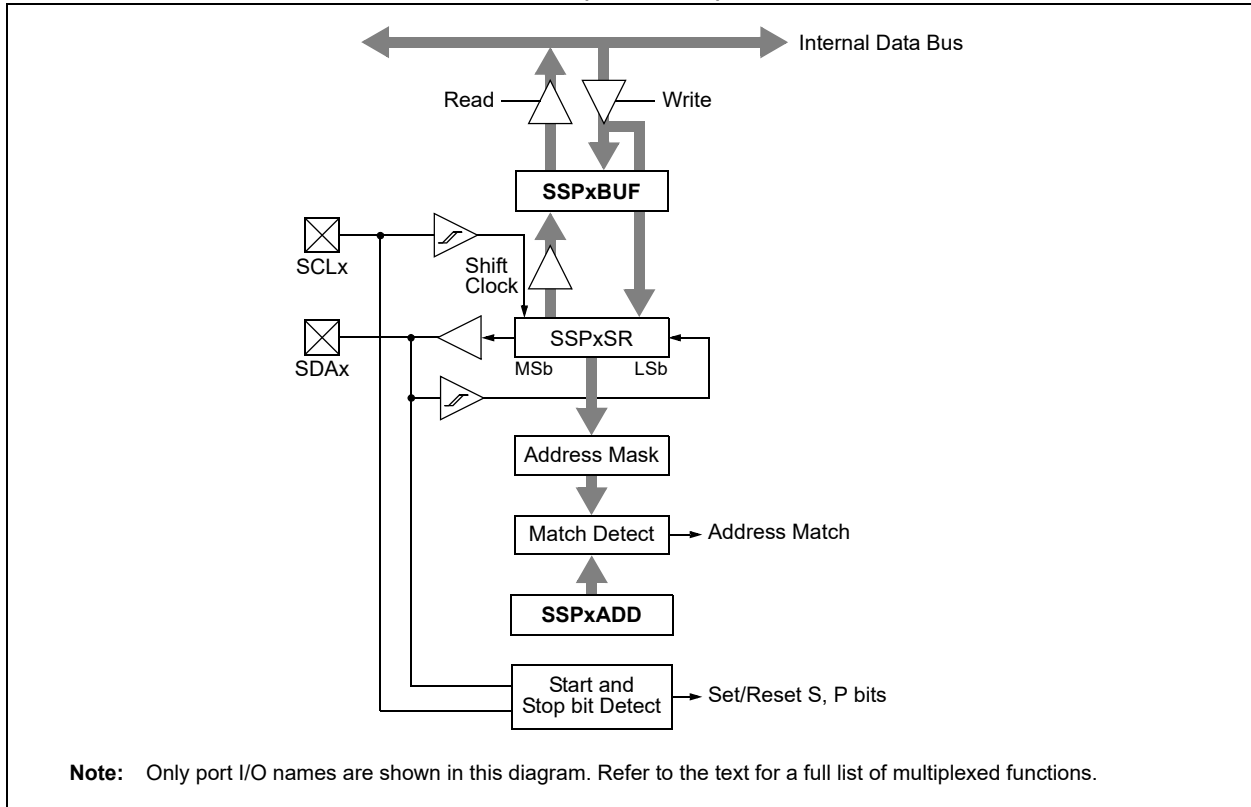 Internal Data Bus
Read
Write
SSPxBUF
SCLx
Shift
Clock
SSPxSR
MSb
LSb
SDAx
Address Mask
Match Detect
Address Match
SSPxADD
Start and
Stop bit Detect
Set/Reset S, P bits
Note: Only port I/O names are shown in this diagram. Refer to the text for a full list of multiplexed functions.